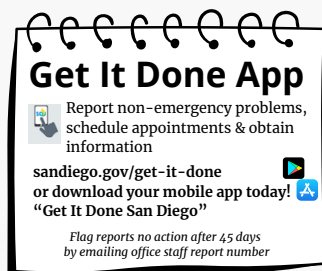 Get It Done App
Report non-emergency problems,
schedule appointments & obtain
information
sandiego.gov/get-it-done
or download your mobile app today!
“Get It Done San Diego”
Flag reports no action after 45 days
by emailing office staff report number